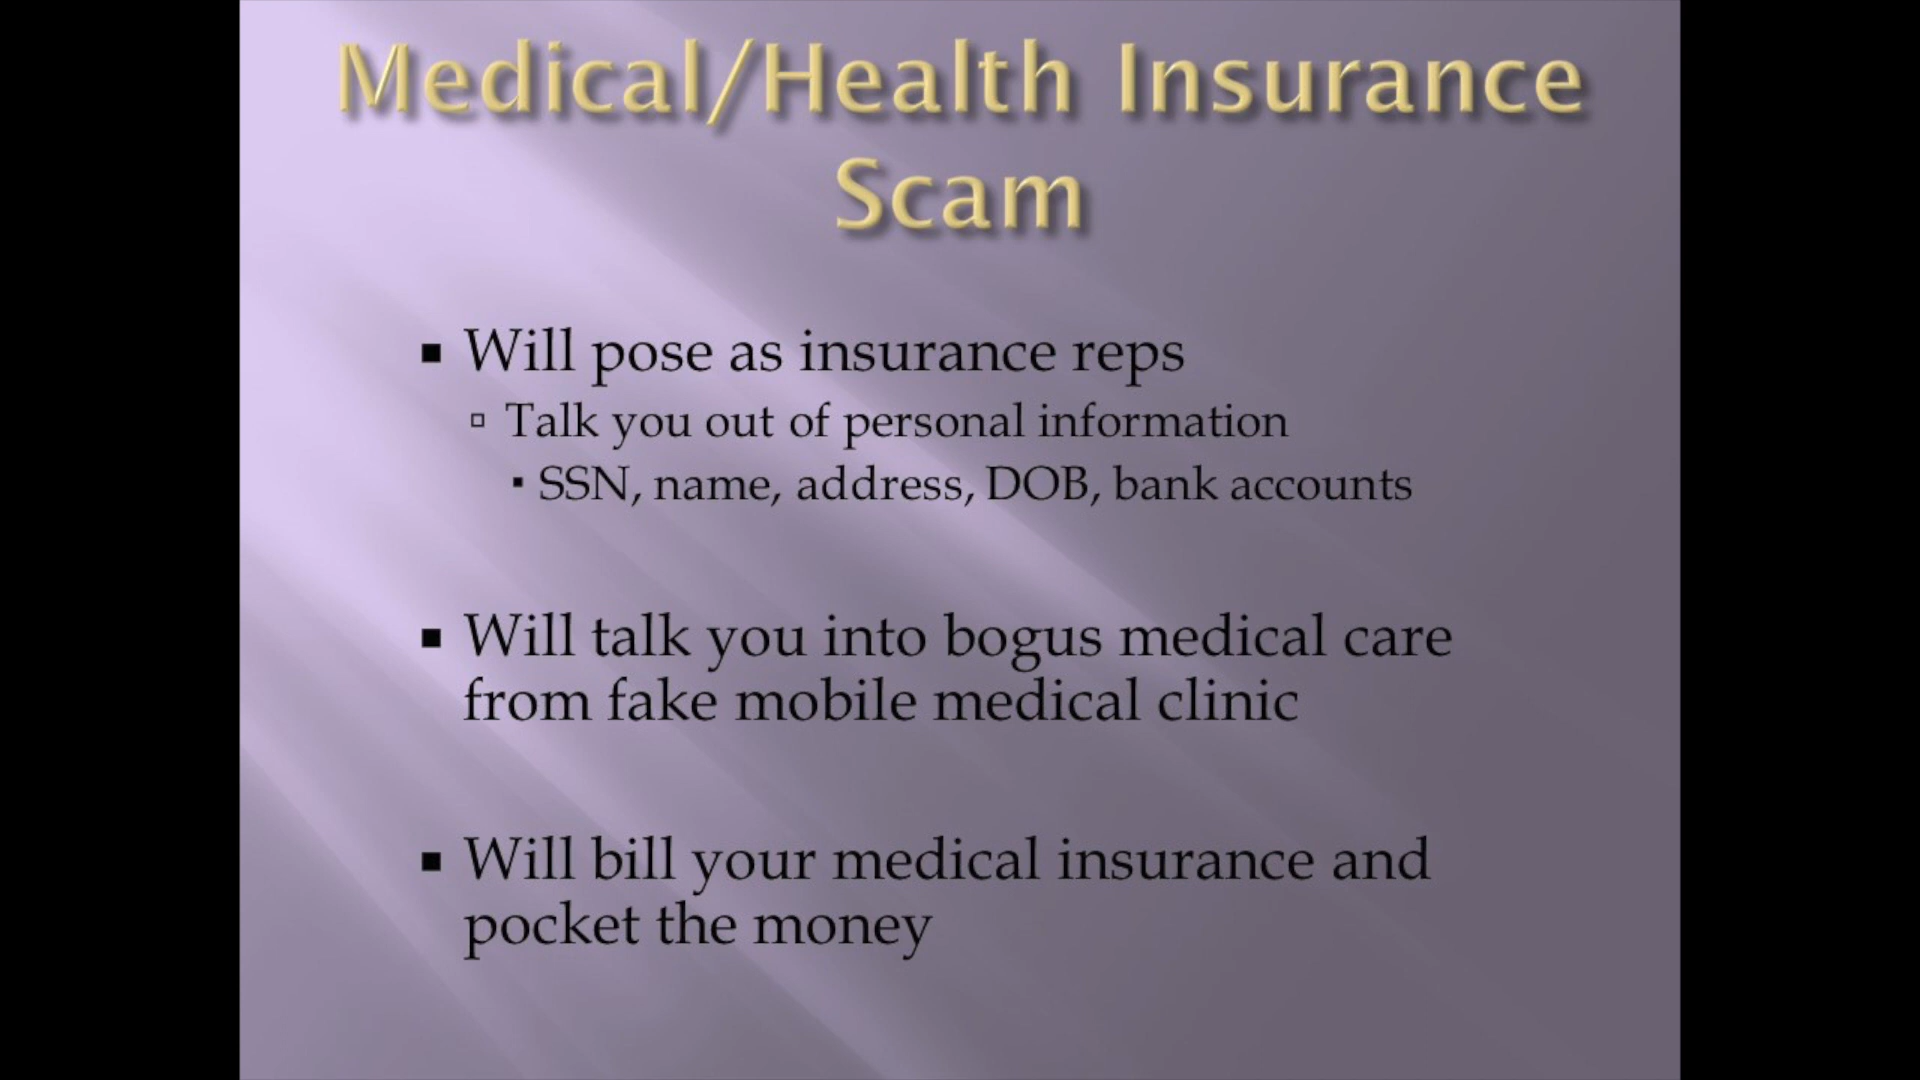 Medical/Health Insurance
Scam
▪ Will pose as insurance reps
▫ Talk you out of personal information
▪ SSN, name, address, DOB, bank accounts
▪ Will talk you into bogus medical care
from fake mobile medical clinic
▪ Will bill your medical insurance and
pocket the money